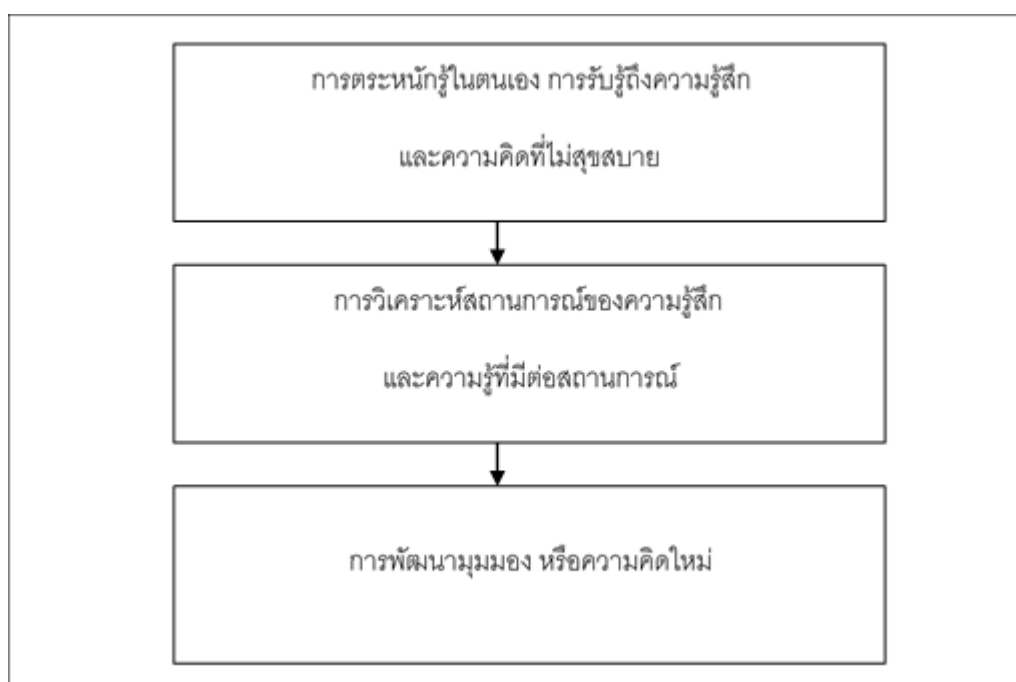 การตระหนักรู้ในตนเอง การรับรู้ถึงความรู้สึก
และความคิดที่ไม่สุขสบาย
การวิเคราะห์สถานการณ์ของความรู้สึก
และความรู้ที่มีต่อสถานการณ์
การพัฒนามุมมอง หรือความคิดใหม่